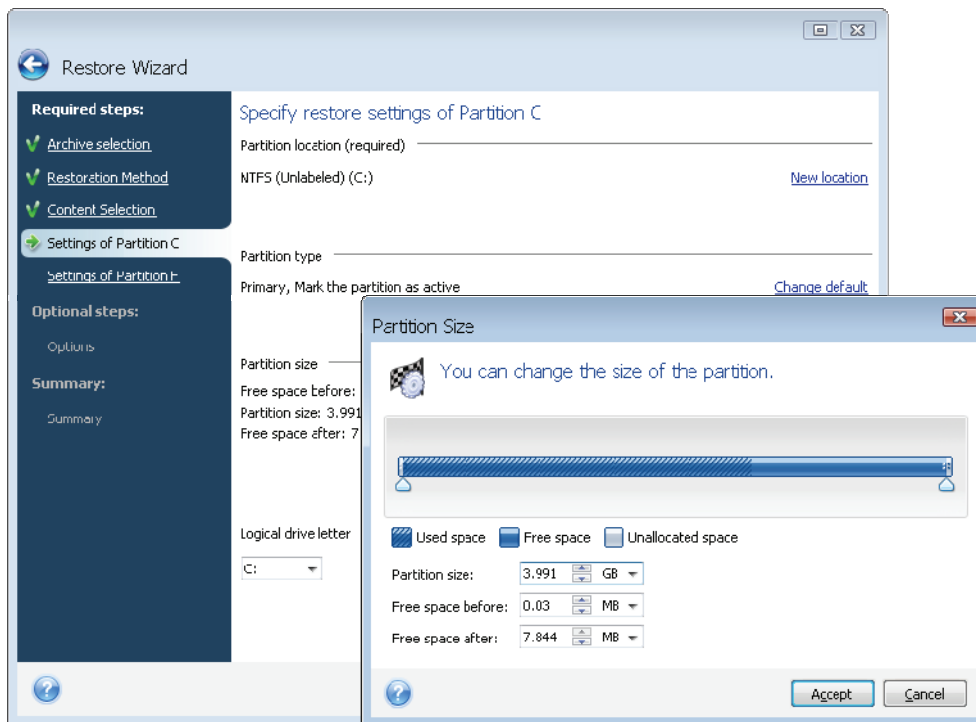 Restore Wizard
Required steps:
Archive selection
Restoration Method
Content Selection
Settings of Partition C
Settings of Partition
Optional steps:
Options
Summary:
Summary
Specify restore settings of Partition C
Partition location (required)
NTFS (Unlabeled) (C:)
New location
Partition type
Primary, Mark the partition as active
Change default
Partition size
Free space before:
Partition size: 3.991
Free space after: 7
Logical drive letter
C:
Partition Size
You can change the size of the partition.
Used space Free space Unallocated space
Partition size: 3.991 GB
Free space before: 0.03 MB
Free space after: 7.844 MB
Accept Cancel